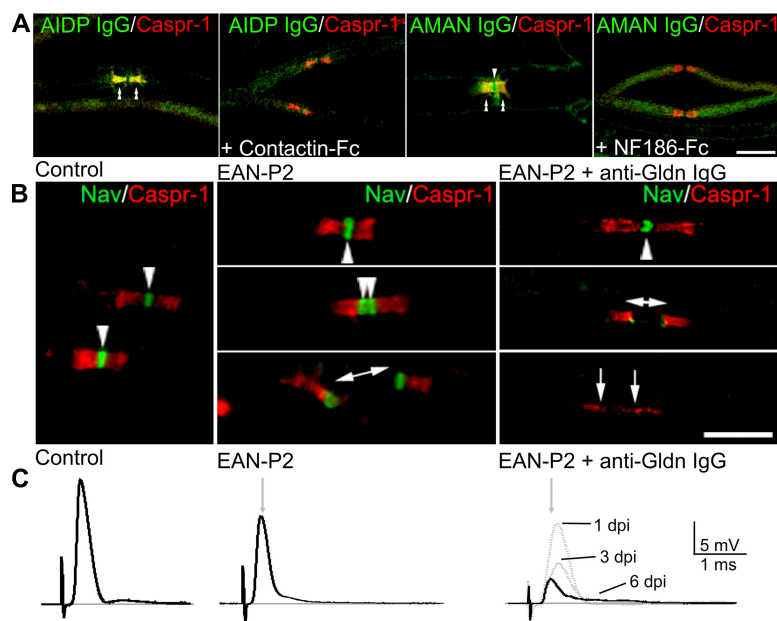 A
AIDP IgG/Caspr-1
AIDP IgG/Caspr-1
AMAN IgG/Caspr-1
AMAN IgG/Caspr-1
+ Contactin-Fc
+ NF186-Fc
Control
EAN-P2
EAN-P2 + anti-Gldn IgG
B
Nav/Caspr-1
Nav/Caspr-1
Nav/Caspr-1
Control
EAN-P2
EAN-P2 + anti-Gldn IgG
C
1 dpi
3 dpi
6 dpi
5 mV
1 ms